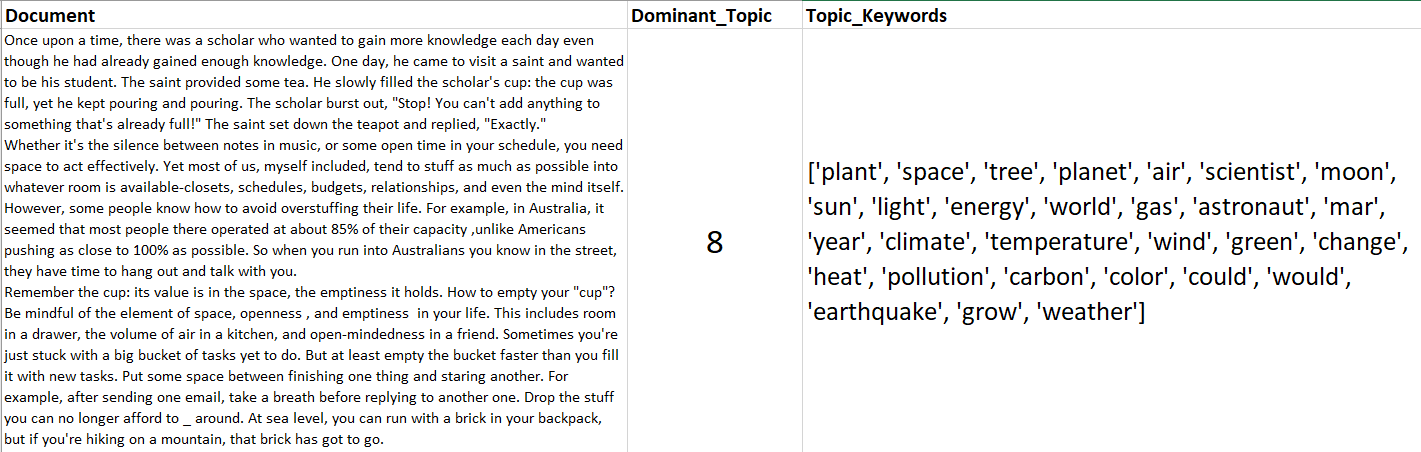 Document Dominant_Topic Topic_Keywords
Once upon a time, there was a scholar who wanted to gain more knowledge each day even
though he had already gained enough knowledge. One day, he came to visit a saint and wanted
to be his student. The saint provided some tea. He slowly filled the scholar's cup: the cup was
full, yet he kept pouring and pouring. The scholar burst out, "Stop! You can't add anything to
something that's already full!" The saint set down the teapot and replied, "Exactly."
Whether it's the silence between notes in music, or some open time in your schedule, you need
space to act effectively. Yet most of us, myself included, tend to stuff as much as possible into
whatever room is available-closets, schedules, budgets, relationships, and even the mind itself.
However, some people know how to avoid overstuffing their life. For example, in Australia, it
seemed that most people there operated at about 85% of their capacity ,unlike Americans
pushing as close to 100% as possible. So when you run into Australians you know in the street,
they have time to hang out and talk with you.
Remember the cup: its value is in the space, the emptiness it holds. How to empty your "cup"?
Be mindful of the element of space, openness , and emptiness  in your life. This includes room
in a drawer, the volume of air in a kitchen, and open-mindedness in a friend. Sometimes you're
just stuck with a big bucket of tasks yet to do. But at least empty the bucket faster than you fill
it with new tasks. Put some space between finishing one thing and staring another. For
example, after sending one email, take a breath before replying to another one. Drop the stuff
you can no longer afford to _ around. At sea level, you can run with a brick in your backpack,
but if you're hiking on a mountain, that brick has got to go.
8
['plant', 'space', 'tree', 'planet', 'air', 'scientist', 'moon',
'sun', 'light', 'energy', 'world', 'gas', 'astronaut', 'mar',
'year', 'climate', 'temperature', 'wind', 'green', 'change',
'heat', 'pollution', 'carbon', 'color', 'could', 'would',
'earthquake', 'grow', 'weather']